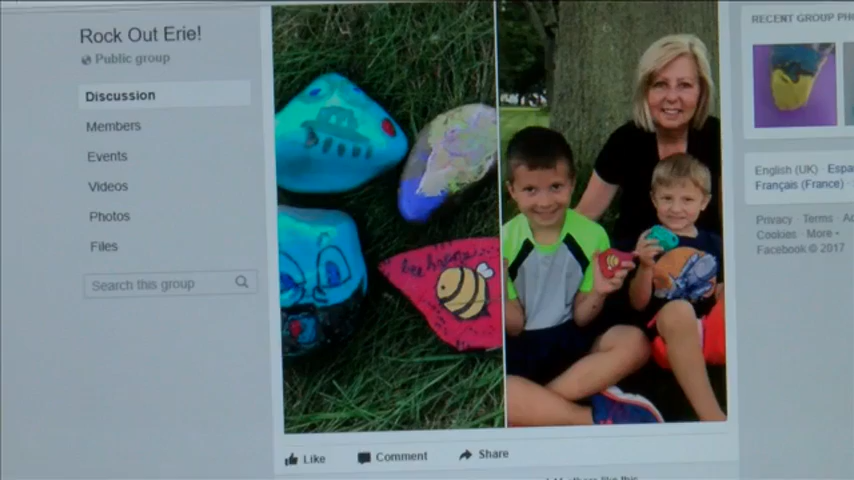 Rock Out Erie!
Public group
Discussion
Members
Events
Videos
Photos
Files
Search this group
bee happy
Like
Comment
Share
RECENT GROUP PH
English (UK) · Espa
Français (France) ·
Privacy · Terms ·
Cookies · More
Facebook © 2017